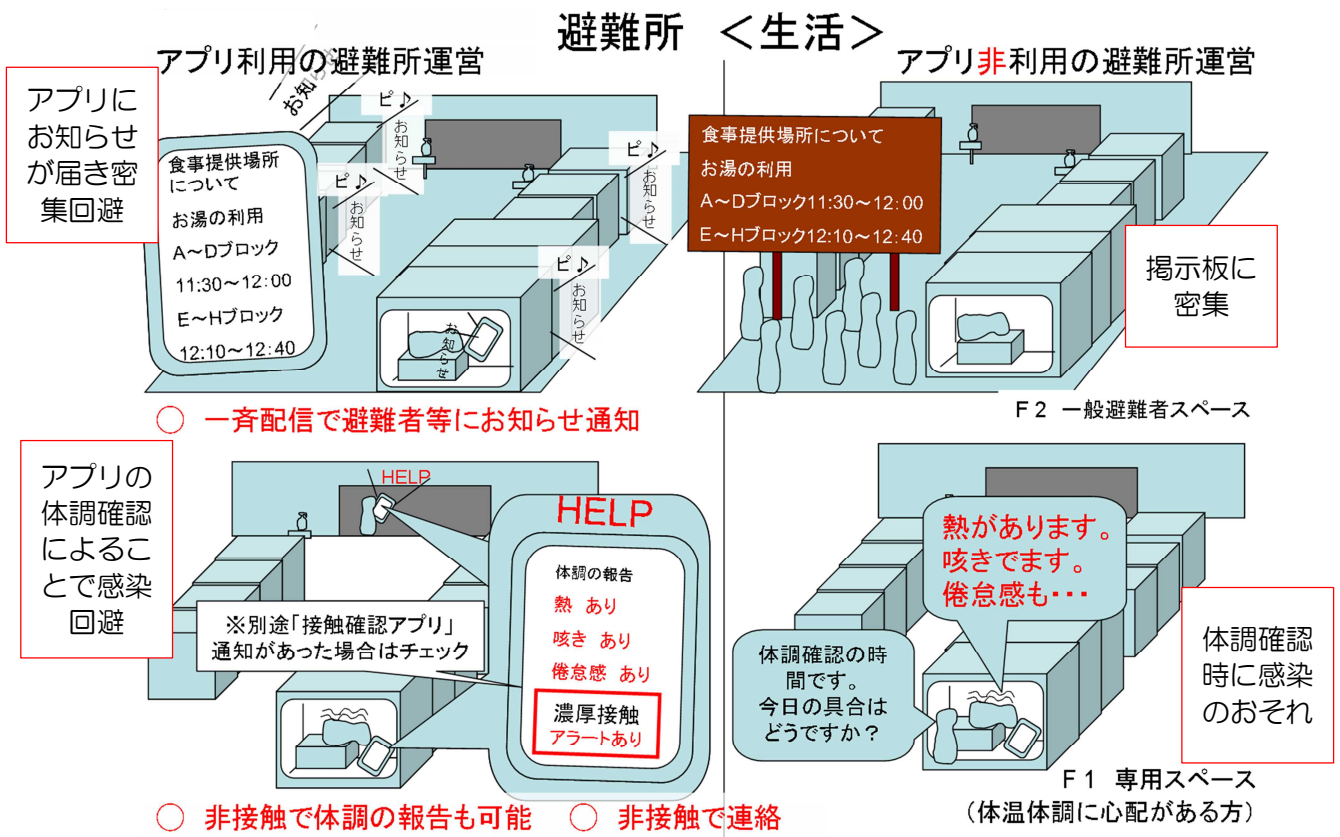 避難所 ＜生活＞
アプリ利用の避難所運営
アプリ非利用の避難所運営
アプリに
お知らせ
が届き密
集回避
お知らせ
食事提供場所
について
お湯の利用
A～Dブロック
11:30～12:00
E～Hブロック
12:10～12:40
ピ♪
お知らせ
ピ♪
お知らせ
ピ♪
お知らせ
ピ♪
お知らせ
お知らせ
食事提供場所について
お湯の利用
A～Dブロック11:30～12:00
E～Hブロック12:10～12:40
掲示板に
密集
○ 一斉配信で避難者等にお知らせ通知
F2 一般避難者スペース
アプリの
体調確認
によるこ
とで感染
回避
HELP
HELP
体調の報告
熱 あり
咳き あり
倦怠感 あり
濃厚接触
アラートあり
※別途「接触確認アプリ」
通知があった場合はチェック
熱があります。
咳きでます。
倦怠感も・・・
体調確認の時
間です。
今日の具合は
どうですか？
体調確認
時に感染
のおそれ
F1 専用スペース
（体温体調に心配がある方）
○ 非接触で体調の報告も可能 ○ 非接触で連絡